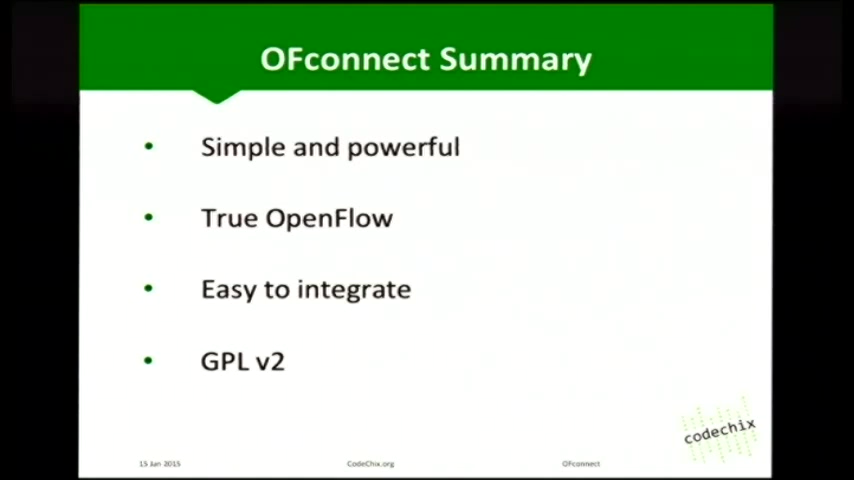 OFconnect Summary
• Simple and powerful
• True OpenFlow
• Easy to integrate
• GPL v2
codechix
15 Jan 2015 CodeChix.org OFconnect